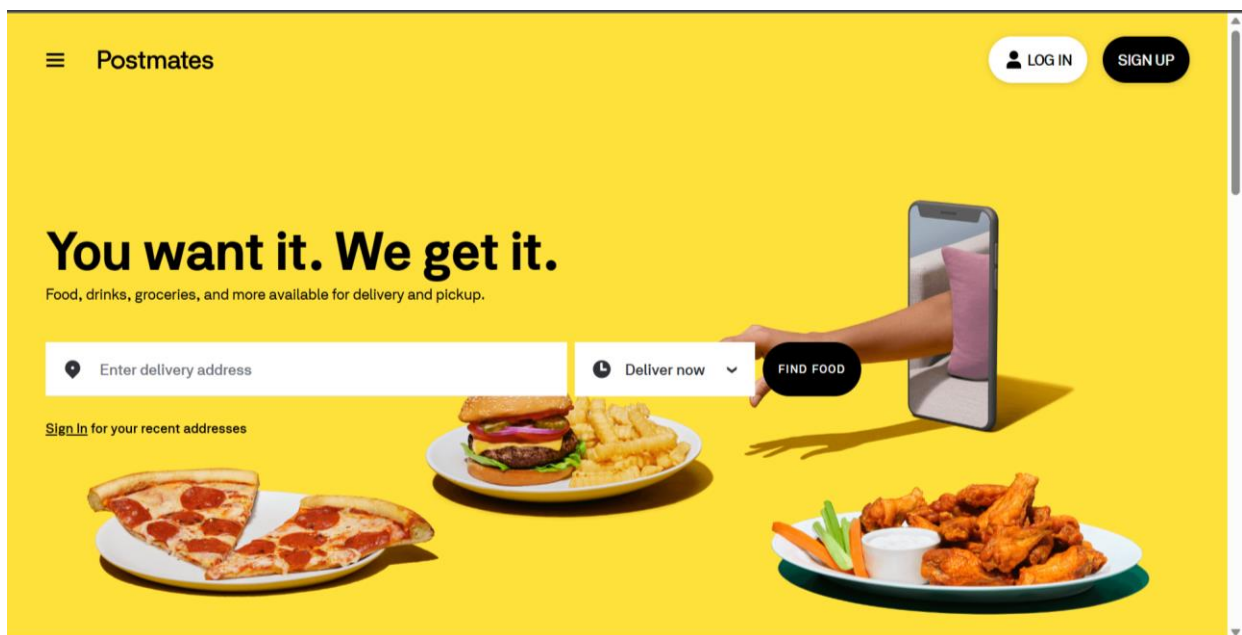 Postmates
LOG IN
SIGN UP
You want it. We get it.
Food, drinks, groceries, and more available for delivery and pickup.
Enter delivery address
Deliver now
FIND FOOD
Sign In for your recent addresses